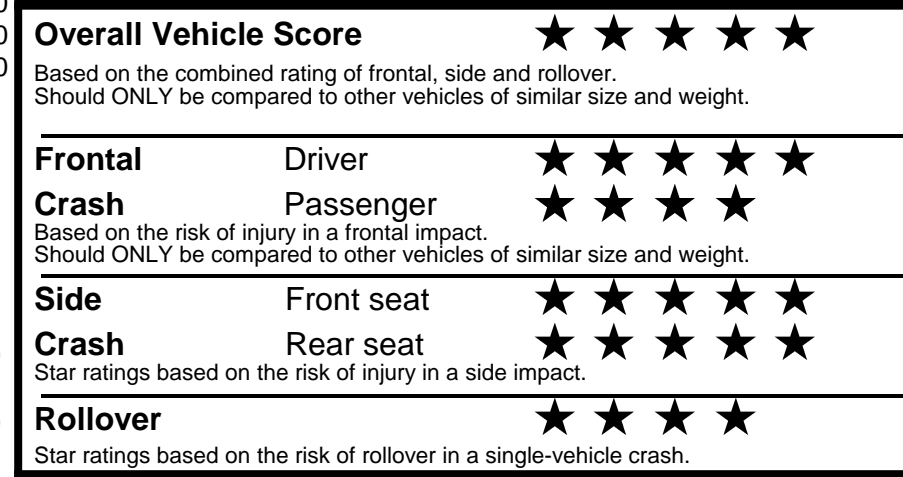 0
0
0
Overall Vehicle Score ★ ★ ★ ★ ★
Based on the combined rating of frontal, side and rollover.
Should ONLY be compared to other vehicles of similar size and weight.
Frontal Driver ★ ★ ★ ★ ★
Crash Passenger ★ ★ ★ ★
Based on the risk of injury in a frontal impact.
Should ONLY be compared to other vehicles of similar size and weight.
Side Front seat ★ ★ ★ ★ ★
Crash Rear seat ★ ★ ★ ★ ★
Star ratings based on the risk of injury in a side impact.
Rollover ★ ★ ★ ★
Star ratings based on the risk of rollover in a single-vehicle crash.